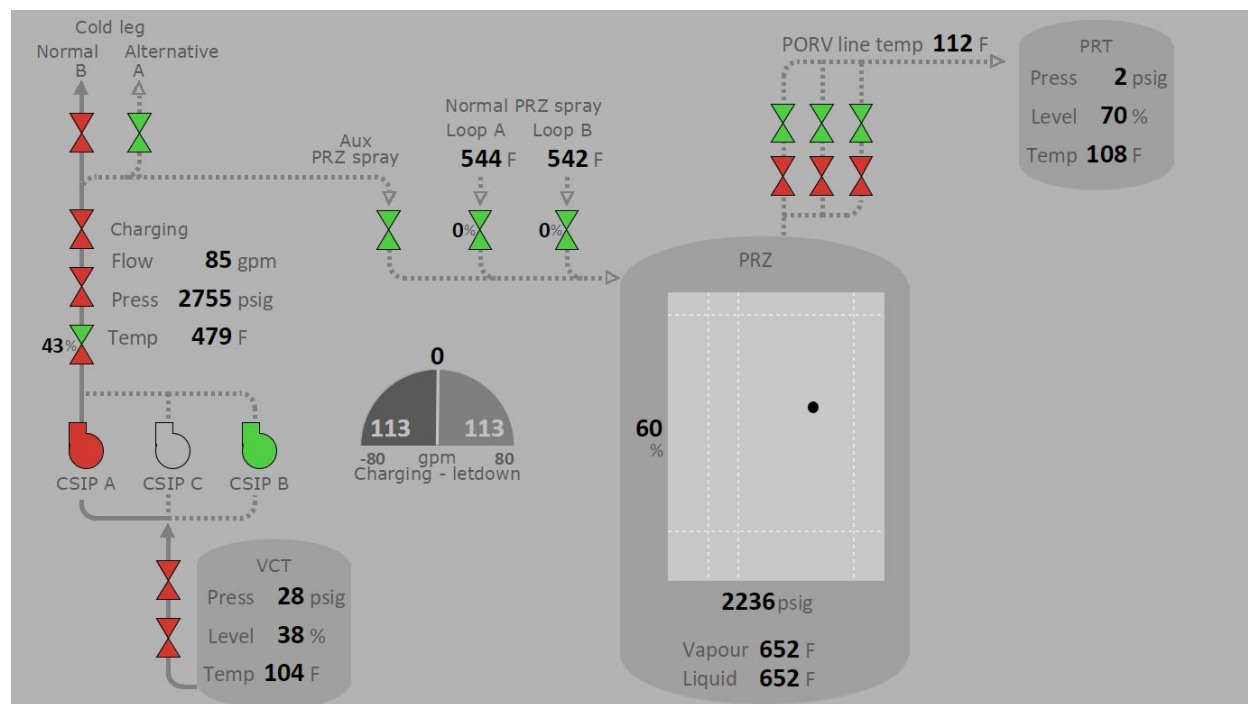 Cold leg
Normal Alternative
B A
Aux
PRZ spray
Normal PRZ spray
Loop A Loop B
544 F 542 F
0% 0%
PORV line temp 112 F
PRT
Press 2 psig
Level 70 %
Temp 108 F
Charging
Flow 85 gpm
Press 2755 psig
Temp 479 F
43%
CSIP A CSIP C CSIP B
0
113 113
-80 gpm 80
Charging - letdown
VCT
Press 28 psig
Level 38 %
Temp 104 F
PRZ
60
%
2236 psig
Vapour 652 F
Liquid 652 F